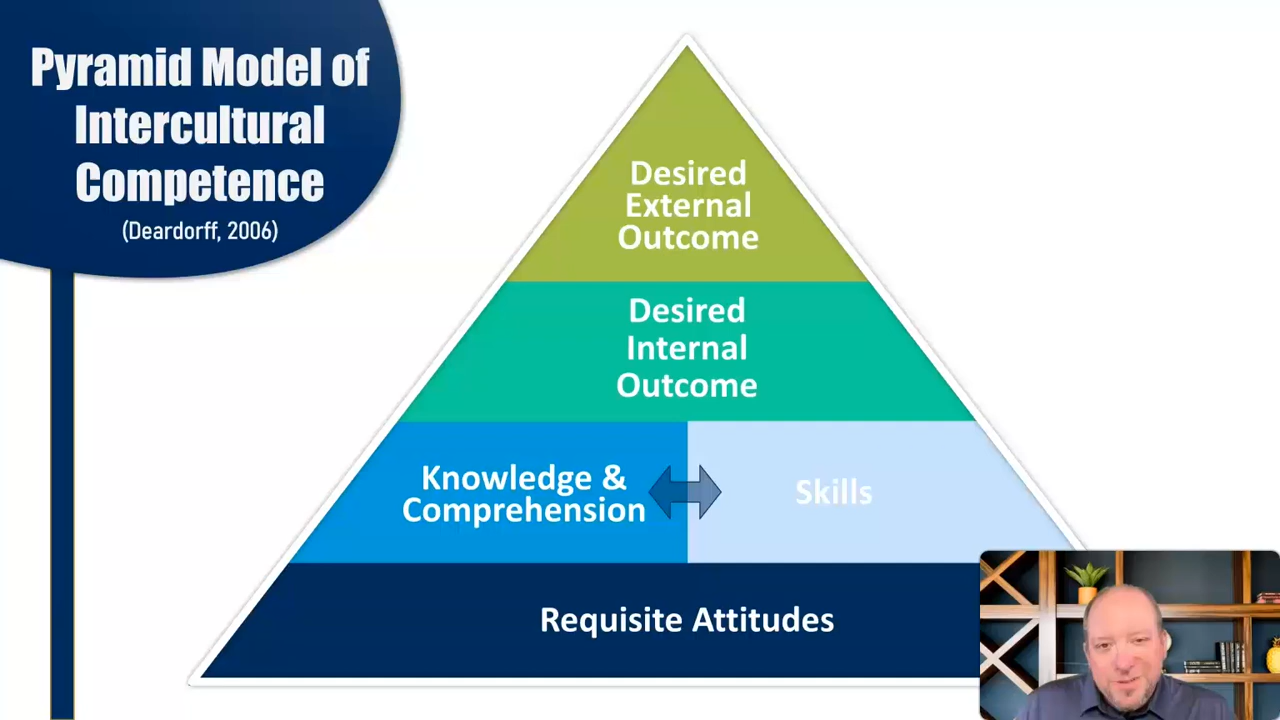 Pyramid Model of
Intercultural
Competence
(Deardorff, 2006)
Desired
External
Outcome
Desired
Internal
Outcome
Knowledge &
Comprehension
Skills
Requisite Attitudes